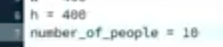 h = 400
number_of_people = 10